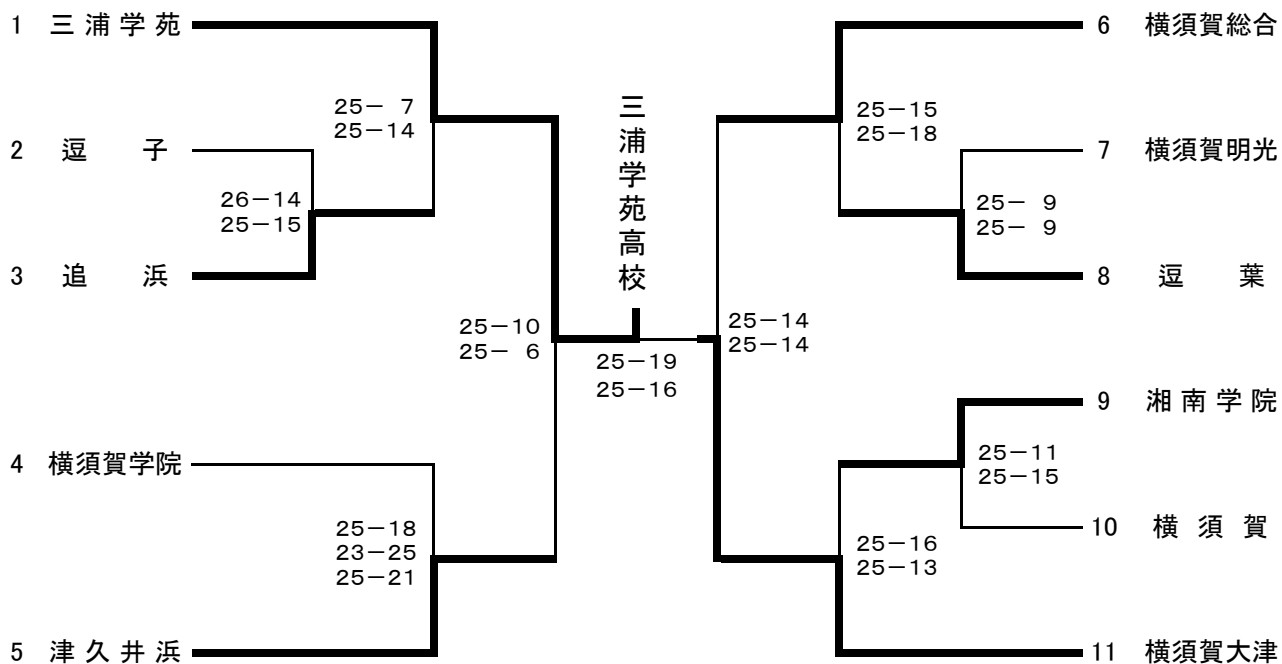 1 三浦学苑
25－ 7
25－14
2 逗子
26－14
25－15
3 追浜
25－10
25－ 6
4 横須賀学院
25－18
23－25
25－21
5 津久井浜
三浦学苑高校
25－19
25－16
6 横須賀総合
25－15
25－18
7 横須賀明光
25－ 9
25－ 9
8 逗葉
25－14
25－14
9 湘南学院
25－11
25－15
10 横須賀
25－16
25－13
11 横須賀大津